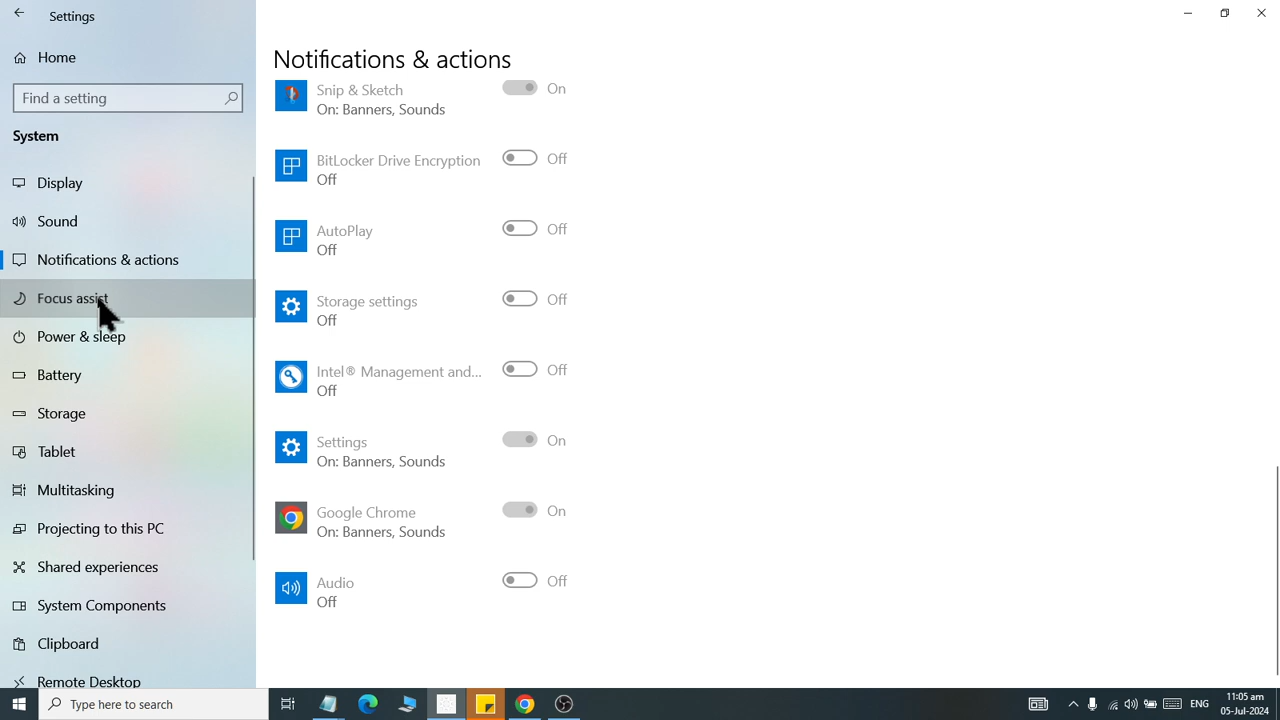 Settings
Home
Find a setting
System
Display
Sound
Notifications & actions
Focus assist
Power & sleep
Battery
Storage
Tablet
Multitasking
Projecting to this PC
Shared experiences
System Components
Clipboard
Remote Desktop
Notifications & actions
Snip & Sketch
On
On: Banners, Sounds
BitLocker Drive Encryption
Off
Off
AutoPlay
Off
Off
Storage settings
Off
Off
Intel® Management and...
Off
Off
Settings
On
On: Banners, Sounds
Google Chrome
On
On: Banners, Sounds
Audio
Off
Off
Type here to search
ENG
11:05 am
05-Jul-2024